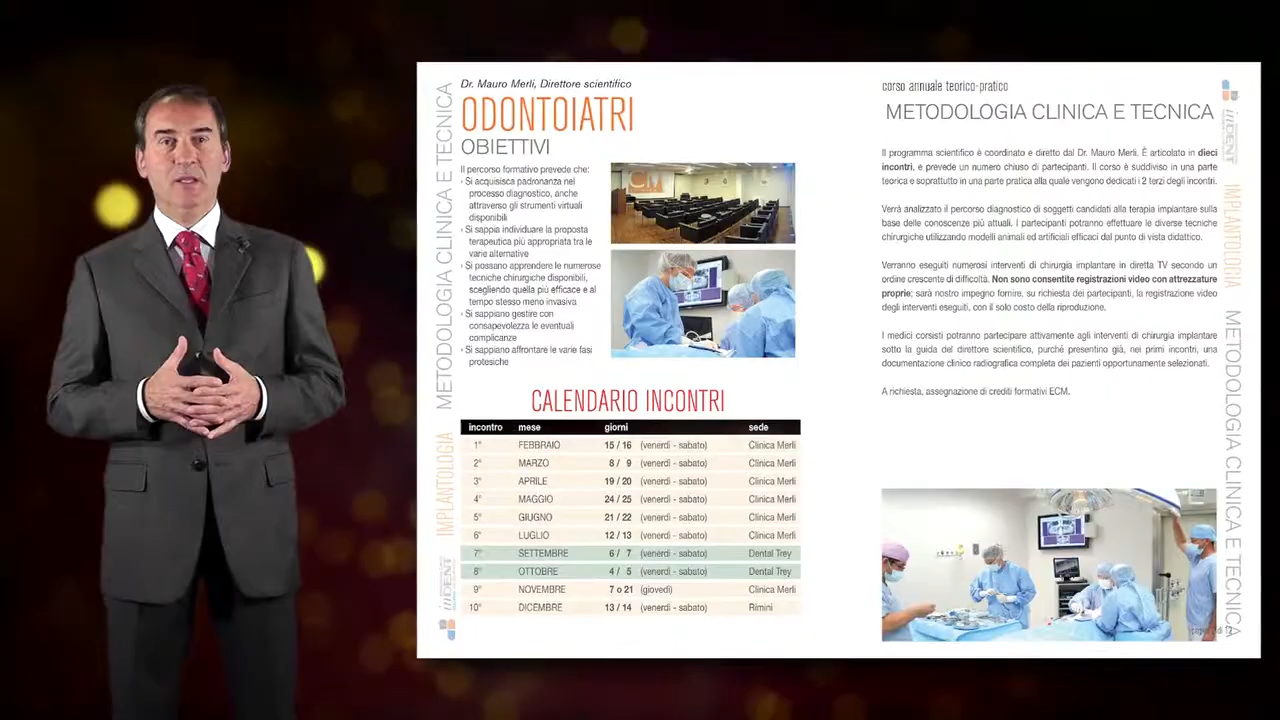 Dr. Mauro Merli, Direttore scientifico
ODONTOIATRI
OBIETTIVI
Il percorso formativo prevede che:
› Si acquisisca padronanza nel
processo diagnostico, anche
attraverso gli strumenti virtuali
disponibili
› Si sappia individuare la proposta
terapeutica più appropriata tra le
varie alternative
› Si possano apprendere le numerose
tecniche chirurgiche disponibili,
scegliendo quella più efficace e al
tempo stesso meno invasiva
› Si sappiano gestire con
consapevolezza le eventuali
complicanze
› Si sappiano affrontare le varie fasi
protesiche
METODOLOGIA CLINICA E TECNICA
IMPLANTOLOGIA
inDENT
CALENDARIO INCONTRI
incontro mese giorni sede
1° FEBBRAIO 15 / 16 (venerdì - sabato) Clinica Merli
2° MARZO 8 / 9 (venerdì - sabato) Clinica Merli
3° APRILE 19 / 20 (venerdì - sabato) Clinica Merli
4° MAGGIO 24 / 25 (venerdì - sabato) Clinica Merli
5° GIUGNO 21 / 22 (venerdì - sabato) Clinica Merli
6° LUGLIO 12 / 13 (venerdì - sabato) Clinica Merli
7° SETTEMBRE 6 / 7 (venerdì - sabato) Dental Trey
8° OTTOBRE 4 / 5 (venerdì - sabato) Dental Trey
9° NOVEMBRE 7 o 21 (giovedì) Clinica Merli
10° DICEMBRE 13 / 14 (venerdì - sabato) Rimini
corso annuale teorico-pratico
METODOLOGIA CLINICA E TECNICA
Il programma scientifico è coordinato e diretto dal Dr. Mauro Merli. È articolato in dieci
incontri, e prevede un numero chiuso di partecipanti. Il corso è suddiviso in una parte
teorica e soprattutto in una parte pratica alla quale vengono dedicati i 2 terzi degli incontri.
Verrà analizzato il percorso diagnostico di soggetti candidati alla terapia implantare sulla
base delle conoscenze più attuali. I partecipanti potranno effettuare le diverse tecniche
chirurgiche utilizzando modelli animali ed artificiali efficaci dal punto di vista didattico.
Verranno eseguiti numerosi interventi di chirurgia implantare in diretta TV secondo un
ordine crescente di difficoltà. Non sono consentite registrazioni video con attrezzature
proprie; sarà nostro impegno fornire, su richiesta dei partecipanti, la registrazione video
degli interventi eseguiti, con il solo costo della riproduzione.
I medici corsisti potranno partecipare attivamente agli interventi di chirurgia implantare
sotto la guida del direttore scientifico, purché presentino già, nei primi incontri, una
documentazione clinico radiografica completa dei pazienti opportunamente selezionati.
A richiesta, assegnazione di crediti formativi ECM.
inDENT
IMPLANTOLOGIA
METODOLOGIA CLINICA E TECNICA